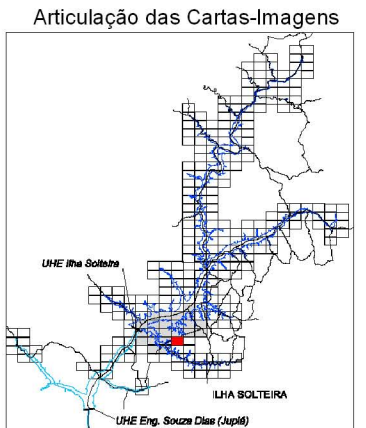 Articulação das Cartas-Imagens
UHE Ilha Solteira
ILHA SOLTEIRA
UHE Eng. Souza Dias (Jupiá)